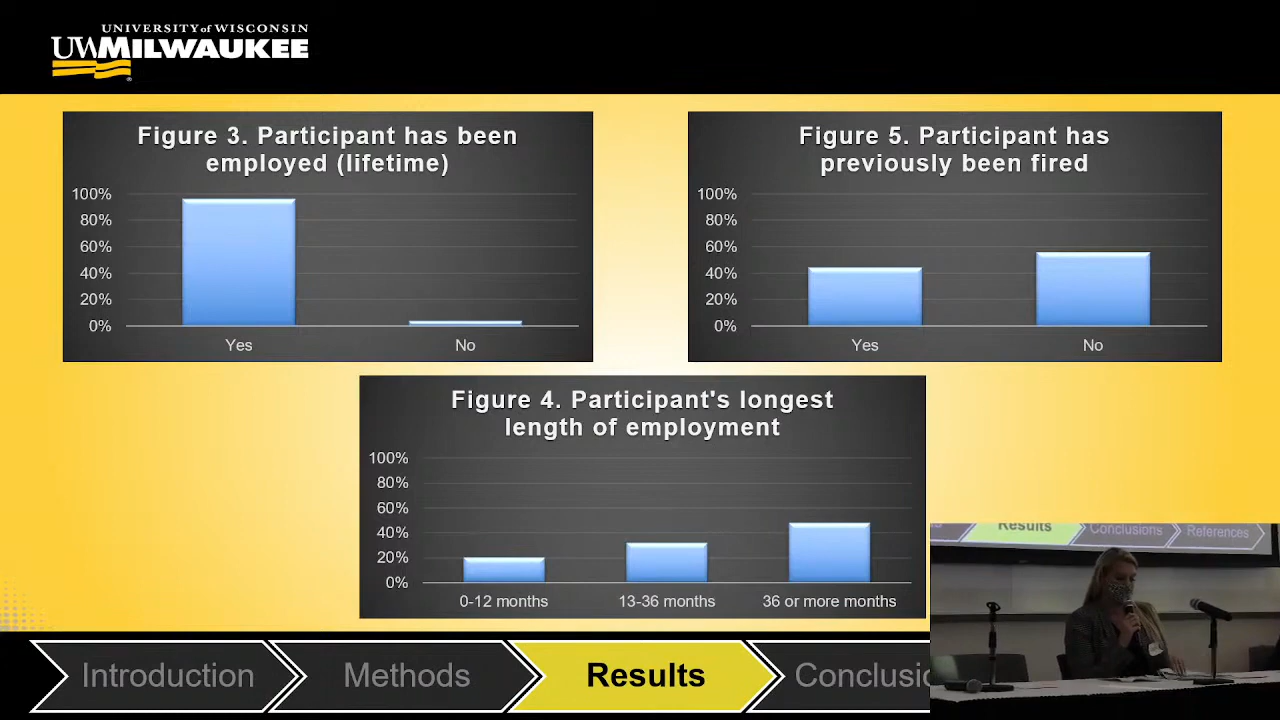 UNIVERSITY of WISCONSIN
UWMILWAUKEE
®
Figure 3. Participant has been
employed (lifetime)
100%
80%
60%
40%
20%
0%
Yes No
Figure 5. Participant has
previously been fired
100%
80%
60%
40%
20%
0%
Yes No
Figure 4. Participant's longest
length of employment
100%
80%
60%
40%
20%
0%
0-12 months 13-36 months 36 or more months
Results Conclusions References
Introduction Methods Results Conclusi